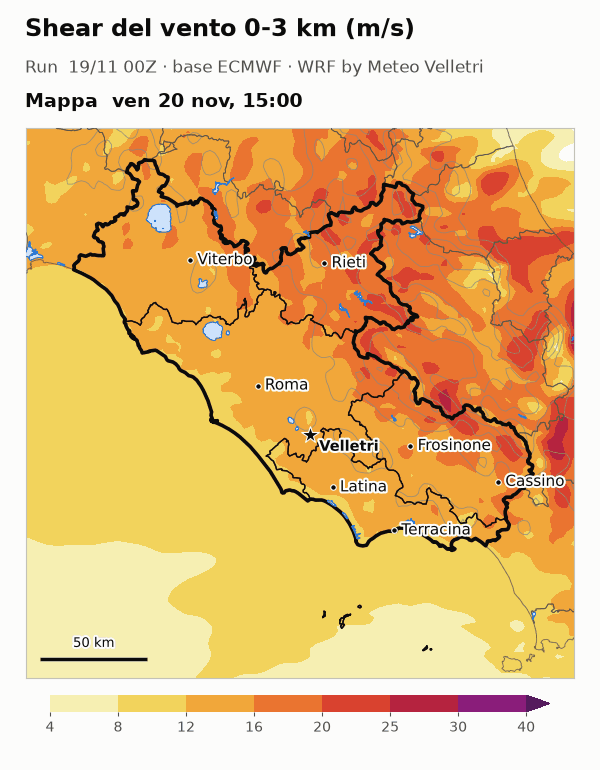 Shear del vento 0-3 km (m/s)
Run  19/11 00Z · base ECMWF · WRF by Meteo Velletri
Mappa  ven 20 nov, 15:00
Viterbo
Rieti
Roma
Velletri
Frosinone
Latina
Cassino
Terracina
50 km
4 8 12 16 20 25 30 40